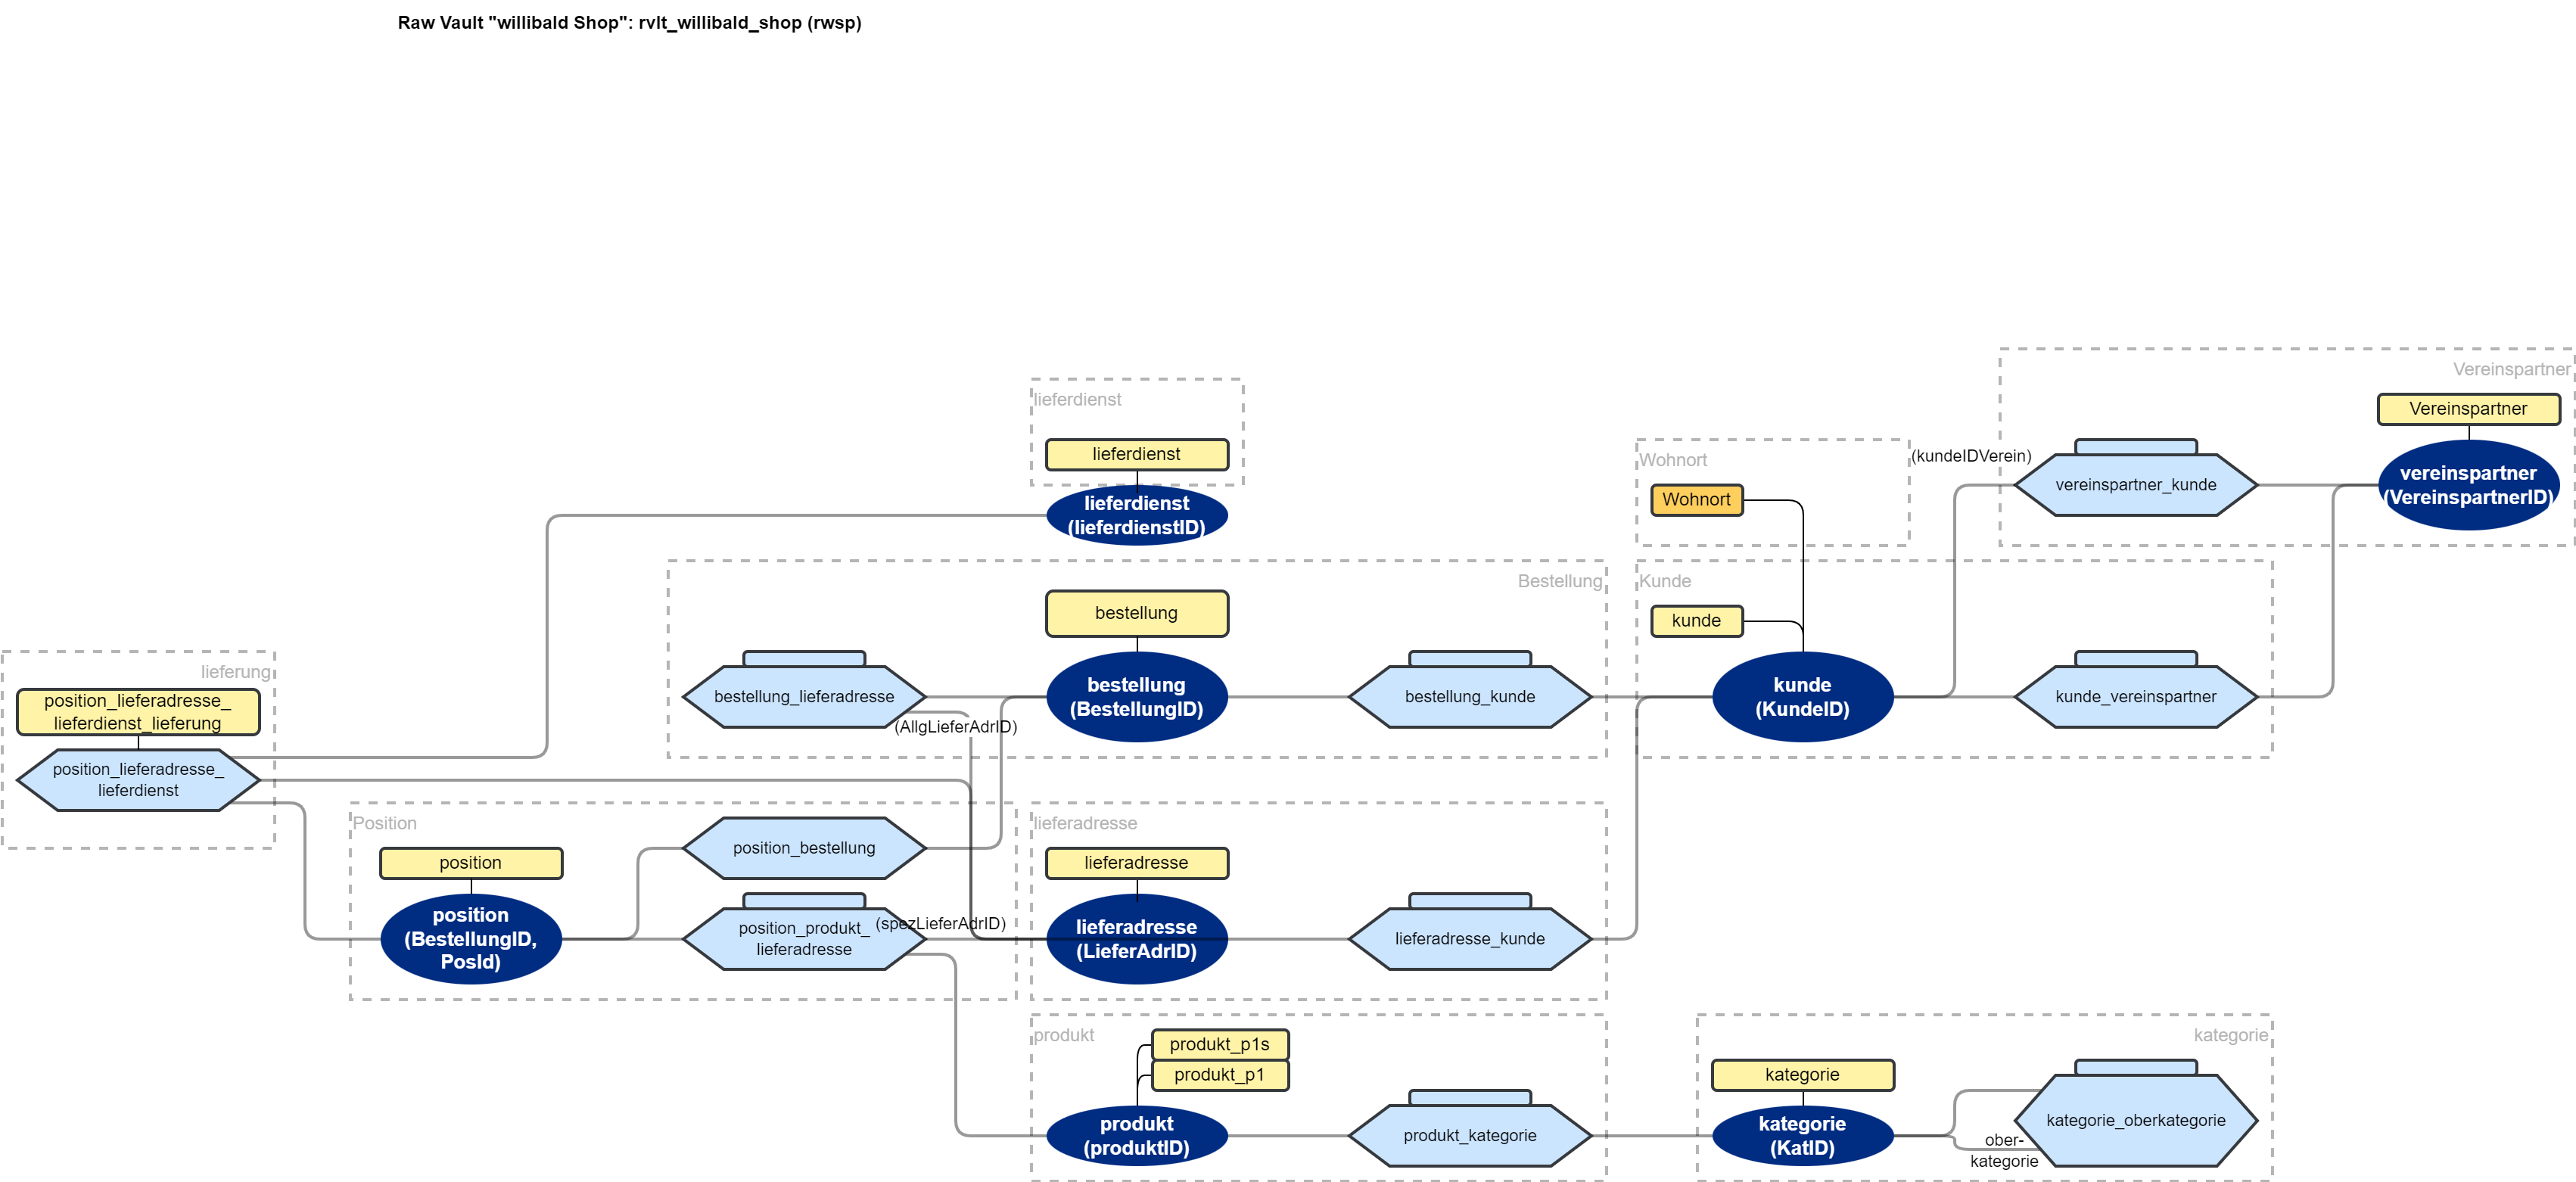 Raw Vault "willibald Shop": rvlt_willibald_shop (rwsp)
Vereinspartner
Vereinspartner
vereinspartner
(VereinspartnerID)
(kundeIDVerein)
vereinspartner_kunde
lieferdienst
lieferdienst
lieferdienst
(lieferdienstID)
Wohnort
Wohnort
Bestellung
bestellung
bestellung_lieferadresse
(AllgLieferAdrID)
bestellung
(BestellungID)
bestellung_kunde
Kunde
kunde
kunde
(KundeID)
kunde_vereinspartner
lieferung
position_lieferadresse_
lieferdienst_lieferung
position_lieferadresse_
lieferdienst
Position
position
position
(BestellungID,
PosId)
position_bestellung
position_produkt_
lieferadresse
(spezLieferAdrID)
lieferadresse
lieferadresse
lieferadresse
(LieferAdrID)
lieferadresse_kunde
produkt
produkt_p1s
produkt_p1
produkt
(produktID)
produkt_kategorie
kategorie
kategorie
kategorie
(KatID)
ober-
kategorie
kategorie_oberkategorie